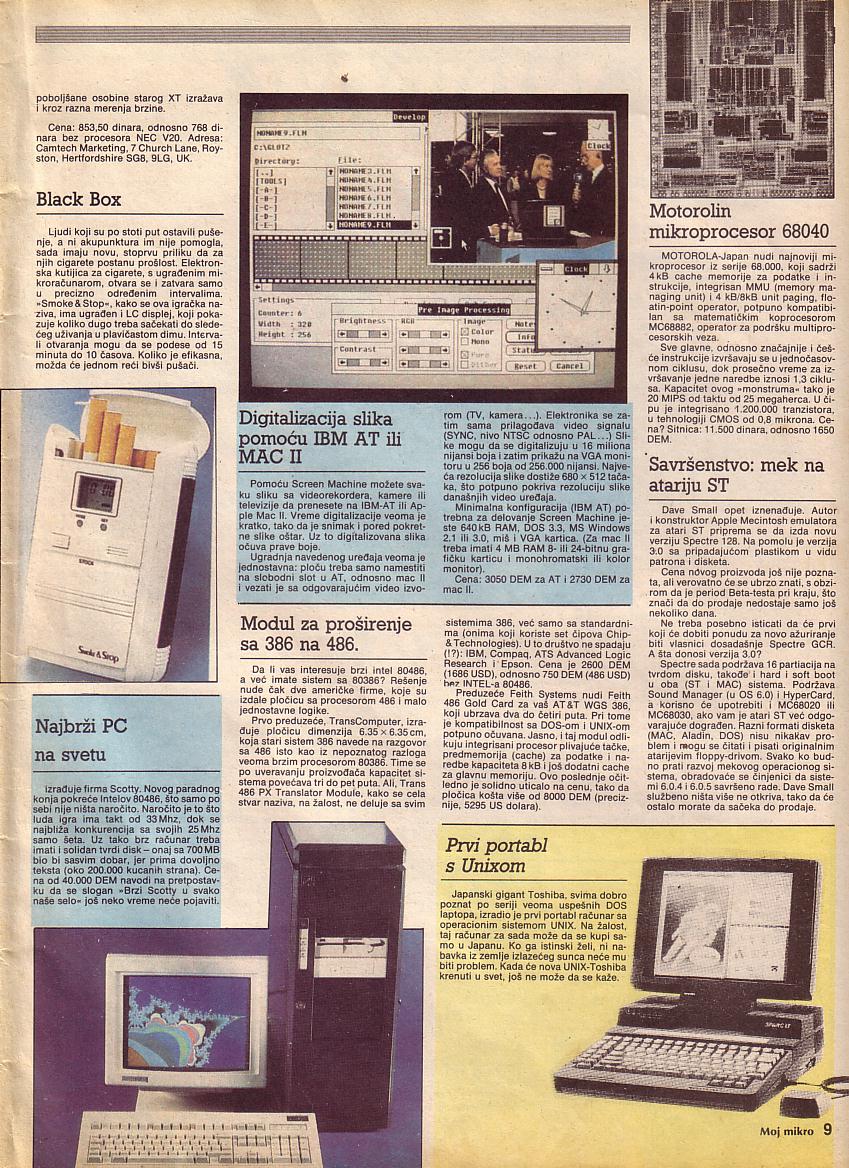 poboljšane osobine starog XT izražava
i kroz razna merenja brzine.
Cena: 853,50 dinara, odnosno 768 di-
nara bez procesora NEC V20. Adresa:
Camtech Marketing, 7 Church Lane, Roy-
ston, Hertfordshire SG8, 9LG, UK.
Black Box
Ljudi koji su po stoti put ostavili puše-
nje, a ni akupunktura im nije pomogla,
sada imaju novu, stoprvu priliku da za
njih cigarete postanu prošlost. Elektron-
ska kutijica za cigarete, s ugrađenim mi-
kroračunarom, otvara se i zatvara samo
u precizno određenim intervalima.
»Smoke & Stop«, kako se ova igračka na-
ziva, ima ugrađen i LC displej, koji poka-
zuje koliko dugo treba sačekati do slede-
ćeg uživanja u plavičastom dimu. Interva-
li otvaranja mogu da se podese od 15
minuta do 10 časova. Koliko je efikasna,
možda će jednom reći bivši pušači.
Smoke & Stop
Najbrži PC
na svetu
Izrađuje firma Scotty. Novog paradnog
konja pokreće Intelov 80486, što samo po
sebi nije ništa naročito. Naročito je to što
luda igra ima takt od 33 Mhz, dok se
najbliža konkurencija sa svojih 25 Mhz
samo šeta. Uz tako brz računar treba
imati i solidan tvrdi disk – onaj sa 700 MB
bio bi sasvim dobar, jer prima dovoljno
teksta (oko 200.000 kucanih strana). Ce-
na od 40.000 DEM navodi na pretpostav-
ku da se slogan »Brzi Scotty u svako
naše selo« još neko vreme neće pojaviti.
Develop
NONAME9.FLM
C:\GLOTZ
Directory:
File:
[..]
[TOOLS]
[-A-]
[-B-]
[-C-]
[-D-]
[-E-]
NONAME3.FLM
NONAME4.FLM
NONAME5.FLM
NONAME6.FLM
NONAME7.FLM
NONAME8.FLM
NONAME9.FLM
Clock
Clock
Settings
Counter: 6
Width : 320
Height : 256
Pre Image Processing
Brightness
RGB
Contrast
Image
Color
Mono
Pure
Dither
Reset
Cancel
Digitalizacija slika
pomoću IBM AT ili
MAC II
Pomoću Screen Machine možete sva-
ku sliku sa videorekordera, kamere ili
televizije da prenesete na IBM-AT ili Ap-
ple Mac II. Vreme digitalizacije veoma je
kratko, tako da je snimak i pored pokret-
ne slike oštar. Uz to digitalizovana slika
očuva prave boje.
Ugradnja navedenog uređaja veoma je
jednostavna: ploču treba samo namestiti
na slobodni slot u AT, odnosno mac II
i vezati je sa odgovarajućim video izvo-
rom (TV, kamera...). Elektronika se za-
tim sama prilagođava video signalu
(SYNC, nivo NTSC odnosno PAL...) Sli-
ke mogu da se digitalizuju u 16 miliona
nijansi boja i zatim prikažu na VGA moni-
toru u 256 boja od 256.000 nijansi. Najve-
ća rezolucija slike dostiže 680 × 512 tača-
ka, što potpuno pokriva rezoluciju slike
današnjih video uređaja.
Minimalna konfiguracija (IBM AT) po-
trebna za delovanje Screen Machine je-
ste 640 kB RAM, DOS 3.3, MS Windows
2.1 ili 3.0, miš i VGA kartica. (Za mac II
treba imati 4 MB RAM 8- ili 24-bitnu gra-
fičku karticu i monohromatski ili kolor
monitor).
Cena: 3050 DEM za AT i 2730 DEM za
mac II.
Modul za proširenje
sa 386 na 486.
Da li vas interesuje brzi intel 80486,
a već imate sistem sa 80386? Rešenje
nude čak dve američke firme, koje su
izdale pločicu sa procesorom 486 i malo
jednostavne logike.
Prvo preduzeće, TransComputer, izra-
đuje pločicu dimenzija 6.35 × 6.35 cm,
koja stari sistem 386 navede na razgovor
sa 486 isto kao iz nepoznatog razloga
veoma brzim procesorom 80386. Time se
po uveravanju proizvođača kapacitet si-
stema povećava tri do pet puta. Ali, Trans
486 PX Translator Module, kako se cela
stvar naziva, na žalost, ne deluje sa svim
sistemima 386, već samo sa standardni-
ma (onima koji koriste set čipova Chip-
& Technologies). U to društvo ne spadaju
(!?): IBM, Compaq, ATS Advanced Logic
Research i Epson. Cena je 2600 DEM
(1686 USD), odnosno 750 DEM (486 USD)
bez INTEL-a 80486.
Preduzeće Feith Systems nudi Feith
486 Grid Card za vaš AT&T WGS 386,
koji ubrzava dva do četiri puta. Pri tome
je kompatibilnost sa DOS-om i UNIX-om
potpuno očuvana. Jasno, i taj modul odli-
kuju integrisani procesor plivajuće tačke,
predmemorija (cache) za podatke i na-
redbe kapaciteta 8 kB i još dodatni cache
za glavnu memoriju. Ovo poslednje očit-
ledno je solidno uticalo na cenu, tako da
pločica košta više od 8000 DEM (preciz-
nije, 5295 US dolara).
Motorolin
mikroprocesor 68040
MOTOROLA-Japan nudi najnoviji mi-
kroprocesor iz serije 68.000, koji sadrži
4 kB cache memorije za podatke i in-
strukcije, integrisan MMU (memory ma-
naging unit) i 4 kB/8kB unit paging, flo-
atin-point operator, potpuno kompatibi-
lan sa matematičkim koprocesorom
MC68882, operator za podršku multipro-
cesorskih veza.
Sve glavne, odnosno značajnije i češ-
će instrukcije izvršavaju se u jednočasov-
nom ciklusu, dok prosečno vreme za iz-
vršavanje jedne naredbe iznosi 1,3 ciklu-
sa. Kapacitet ovog »monstruma« tako je
20 MIPS od taktu od 25 megaherca. U či-
pu je integrisano 1.200.000 tranzistora,
u tehnologiji CMOS od 0,8 mikrona. Ce-
na? Sitnica: 11.500 dinara, odnosno 1650
DEM.
Savršenstvo: mek na
atariju ST
Dave Small opet iznenađuje. Autor
i konstruktor Apple Mecintosh emulatora
za atari ST priprema se da izda novu
verziju Spectre 128. Na pomolu je verzija
3.0 sa pripadajućom plastikom u vidu
patrona i disketa.
Cena novog proizvoda još nije pozna-
ta, ali verovatno će se ubrzo znati, s obzi-
rom da je period Beta-testa pri kraju, što
znači da do prodaje nedostaje samo još
nekoliko dana.
Ne treba posebno isticati da će prvi
koji će dobiti ponudu za novo ažuriranje
biti vlasnici dosadašnje Spectre GCR.
A šta donosi verzija 3.0?
Spectre sada podržava 16 partiacija na
tvrdom disku, takođe i hard i soft boot
u oba (ST i MAC) sistema. Podržava
Sound Manager (u OS 6.0) i HyperCard,
a korisno će upotrebiti i MC68020 ili
MC68030, ako vam je atari ST već odgo-
varajuće dograđen. Razni formati disketa
(MAC, Aladin, DOS) nisu nikakav pro-
blem i mogu se čitati i pisati originalnim
atarijevim floppy-drivom. Svako ko bud-
no prati razvoj mekovog operacionog si-
stema, obradovaće se činjenici da siste-
mi 6.0.4 i 6.0.5 savršeno rade. Dave Small
službeno ništa više ne otkriva, tako da će
ostalo morate da sačeka do prodaje.
Prvi portabl
s Unixom
Japanski gigant Toshiba, svima dobro
poznat po seriji veoma uspešnih DOS
laptopa, izradio je prvi portabl računar sa
operacionim sistemom UNIX. Na žalost,
taj računar za sada može da se kupi sa-
mo u Japanu. Ko ga istinski želi, ni na-
bavka iz zemlje izlazećeg sunca neće mu
biti problem. Kada će nova UNIX-Toshiba
krenuti u svet, još ne može da se kaže.
SPARC LT
Moj mikro 9